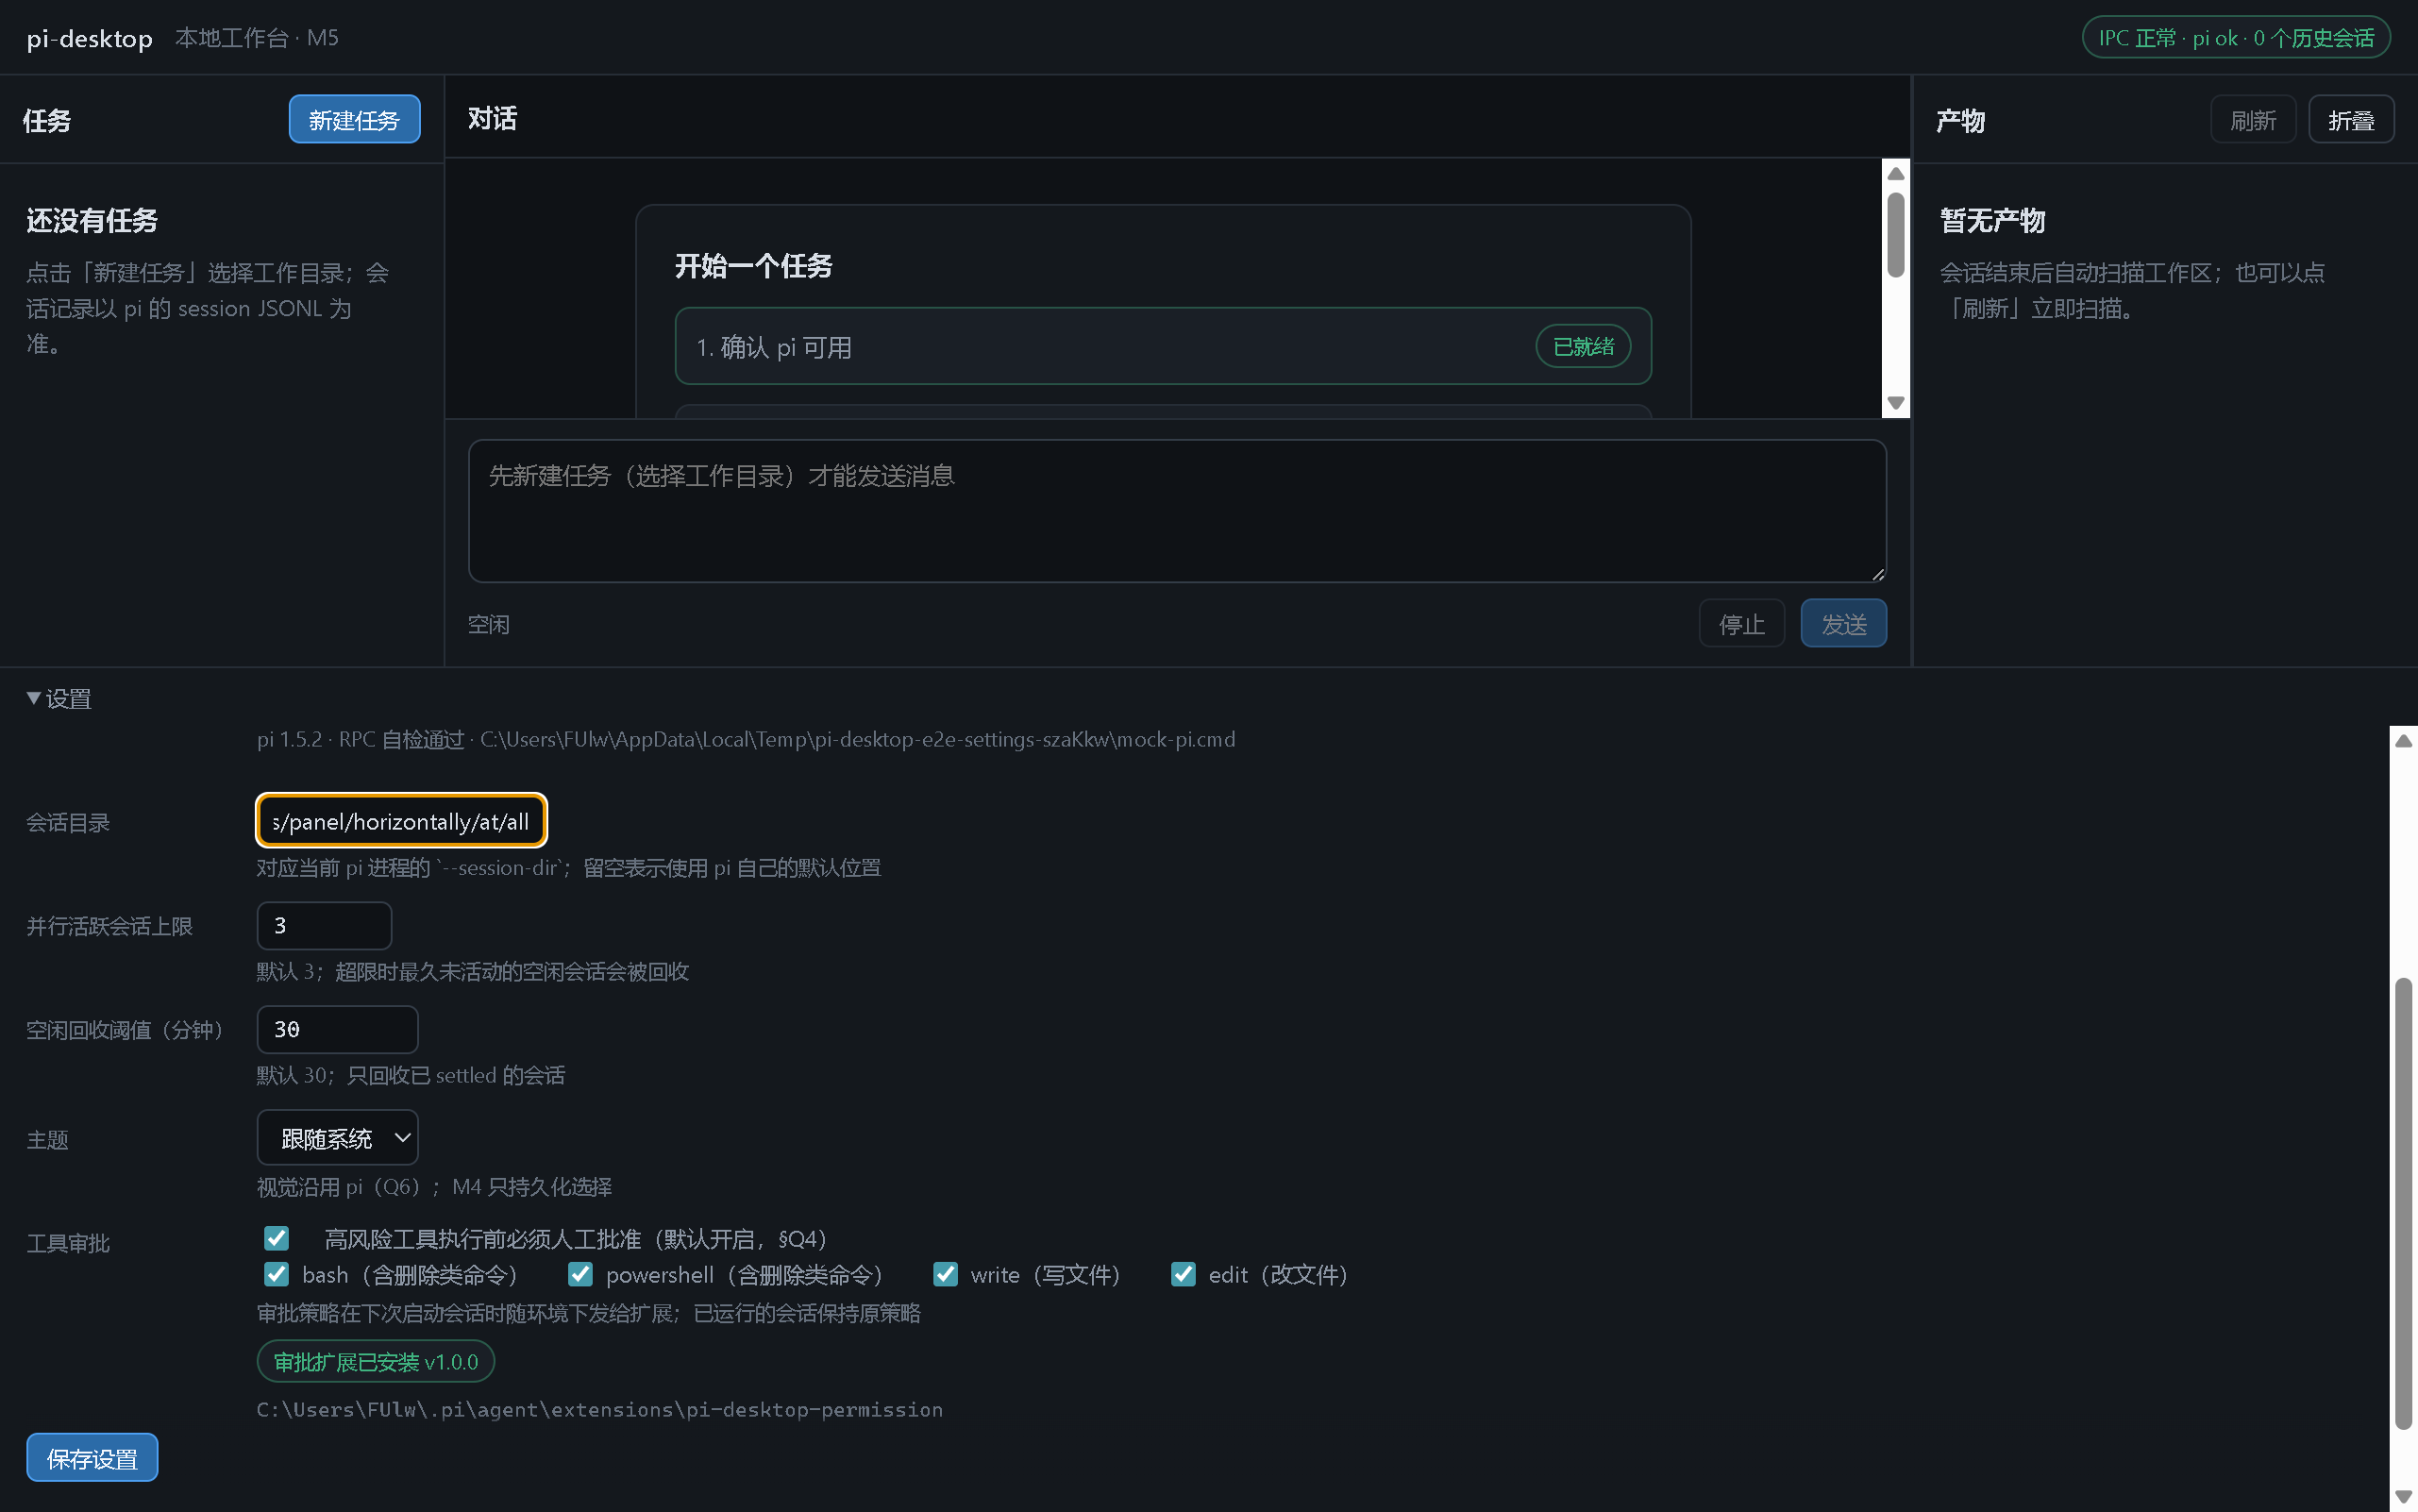 pi-desktop 本地工作台 · M5
IPC 正常 · pi ok · 0 个历史会话
任务
新建任务
还没有任务
点击「新建任务」选择工作目录；会
话记录以 pi 的 session JSONL 为
准。
对话
开始一个任务
1. 确认 pi 可用
已就绪
先新建任务（选择工作目录）才能发送消息
空闲
停止
发送
产物
刷新
折叠
暂无产物
会话结束后自动扫描工作区；也可以点
「刷新」立即扫描。
设置
pi 1.5.2 · RPC 自检通过 · C:\Users\FUlw\AppData\Local\Temp\pi-desktop-e2e-settings-szaKkw\mock-pi.cmd
会话目录
s/panel/horizontally/at/all
对应当前 pi 进程的 `--session-dir`；留空表示使用 pi 自己的默认位置
并行活跃会话上限
3
默认 3；超限时最久未活动的空闲会话会被回收
空闲回收阈值（分钟）
30
默认 30；只回收已 settled 的会话
主题
跟随系统
视觉沿用 pi（Q6）；M4 只持久化选择
工具审批
高风险工具执行前必须人工批准（默认开启，§Q4）
bash（含删除类命令）
powershell（含删除类命令）
write（写文件）
edit（改文件）
审批策略在下次启动会话时随环境下发给扩展；已运行的会话保持原策略
审批扩展已安装 v1.0.0
C:\Users\FUlw\.pi\agent\extensions\pi-desktop-permission
保存设置